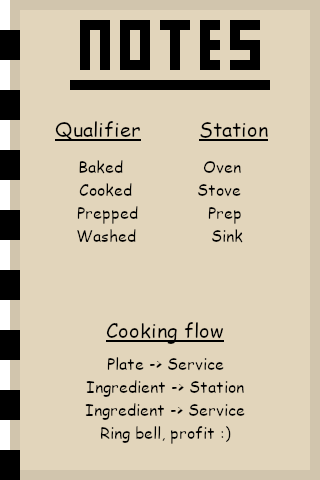 NOTES
Qualifier Station
Baked Oven
Cooked Stove
Prepped Prep
Washed Sink
Cooking flow
Plate -> Service
Ingredient -> Station
Ingredient -> Service
Ring bell, profit :)